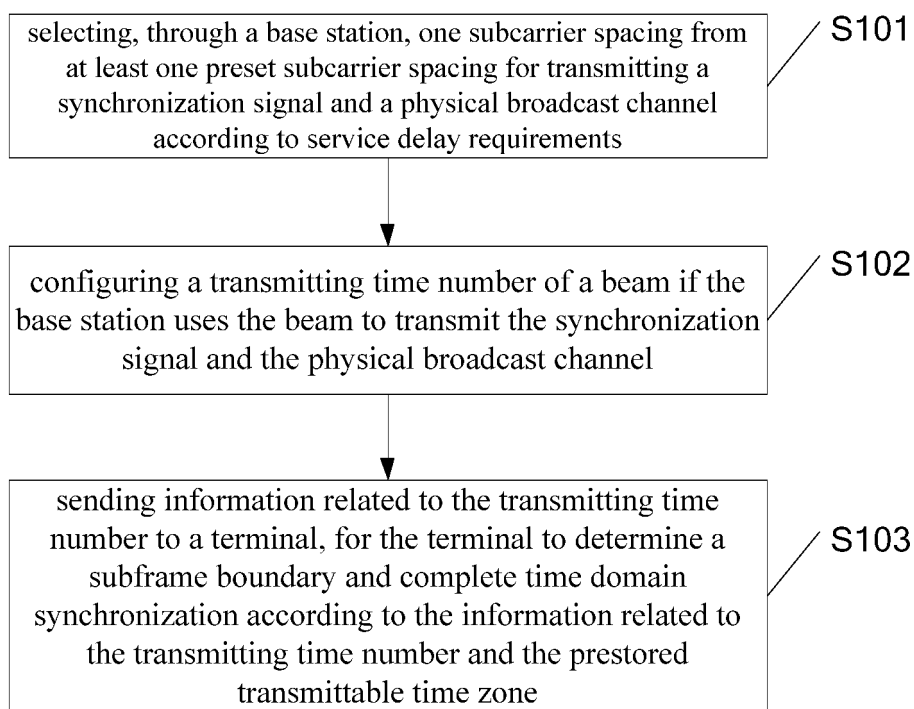 selecting, through a base station, one subcarrier spacing from
at least one preset subcarrier spacing for transmitting a
synchronization signal and a physical broadcast channel
according to service delay requirements
S101
configuring a transmitting time number of a beam if the
base station uses the beam to transmit the synchronization
signal and the physical broadcast channel
S102
sending information related to the transmitting time
number to a terminal, for the terminal to determine a
subframe boundary and complete time domain
synchronization according to the information related to
the transmitting time number and the prestored
transmittable time zone
S103